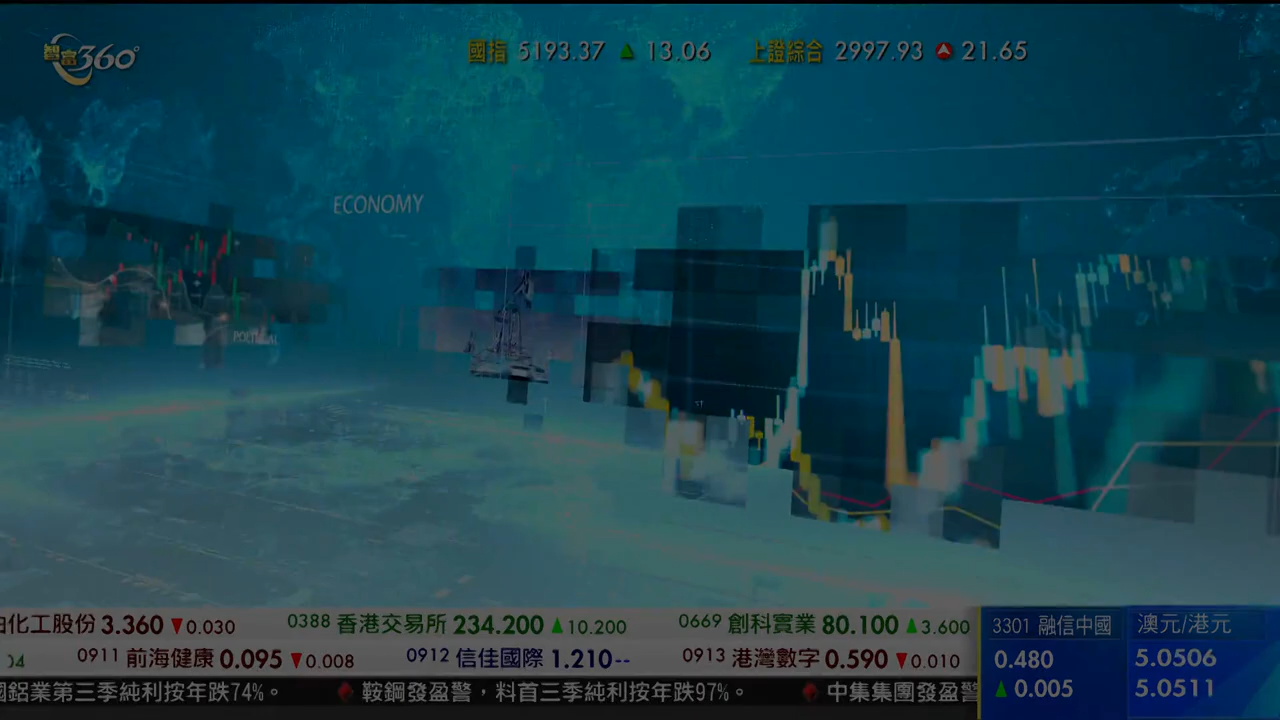 智富360°
國指 5193.37 ▲ 13.06 上證綜合 2997.93 ▲ 21.65
ECONOMY
POLITICAL
化工股份 3.360 ▼0.030 0388 香港交易所 234.200 ▲10.200 0669 創科實業 80.100 ▲3.600
04 0911 前海健康 0.095 ▼0.008 0912 信佳國際 1.210-- 0913 港灣數字 0.590 ▼0.010
鋁業第三季純利按年跌74%。 鞍鋼發盈警，料首三季純利按年跌97%。 中集集團發盈警
3301 融信中國
0.480
▲ 0.005
澳元/港元
5.0506
5.0511